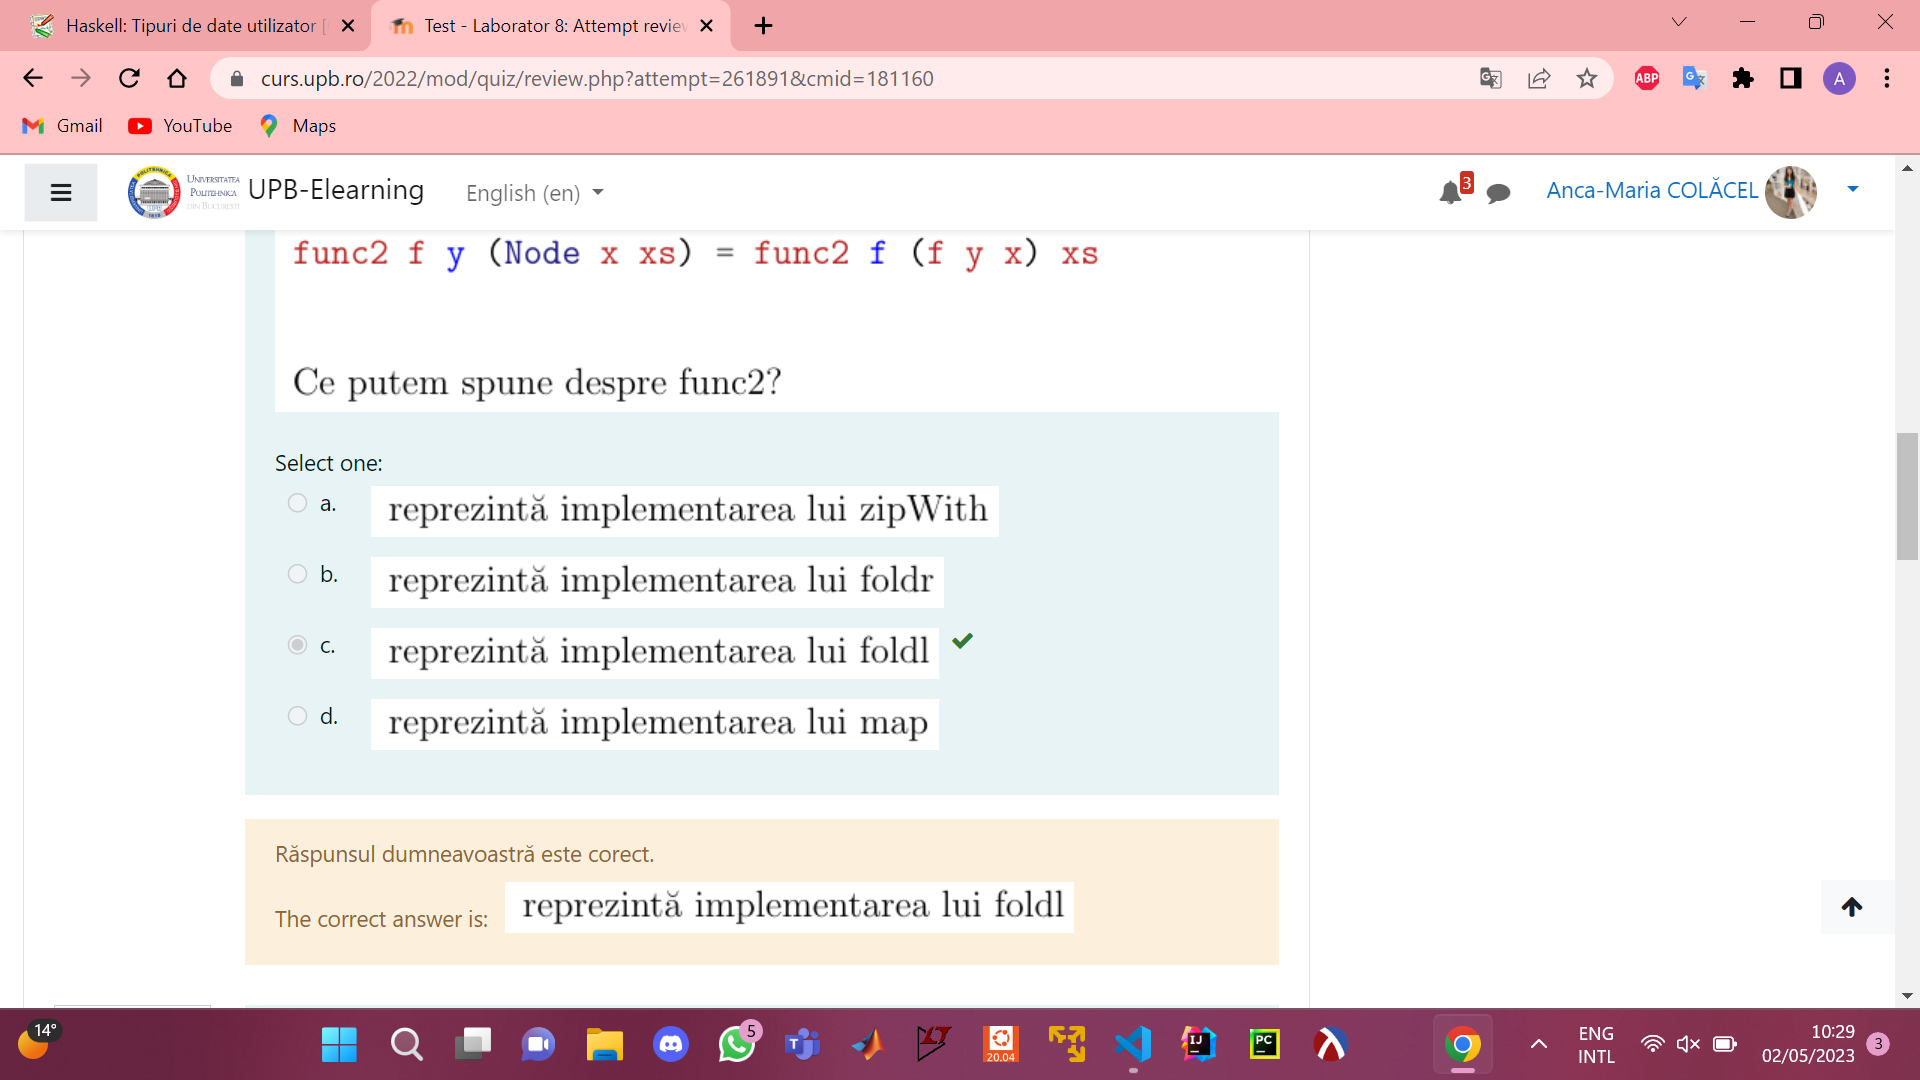 Haskell: Tipuri de date utilizator [
Test - Laborator 8: Attempt review
curs.upb.ro/2022/mod/quiz/review.php?attempt=261891&cmid=181160
ABP
A
Gmail
YouTube
Maps
UNIVERSITATEA
POLITEHNICA
DIN BUCUREȘTI
UPB-Elearning
English (en)
3
Anca-Maria COLĂCEL
func2 f y (Node x xs) = func2 f (f y x) xs
Ce putem spune despre func2?
Select one:
a. reprezintă implementarea lui zipWith
b. reprezintă implementarea lui foldr
c. reprezintă implementarea lui foldl
d. reprezintă implementarea lui map
Răspunsul dumneavoastră este corect.
The correct answer is: reprezintă implementarea lui foldl
14°
5
20.04
IJ
PC
ENG
INTL
10:29
02/05/2023
3